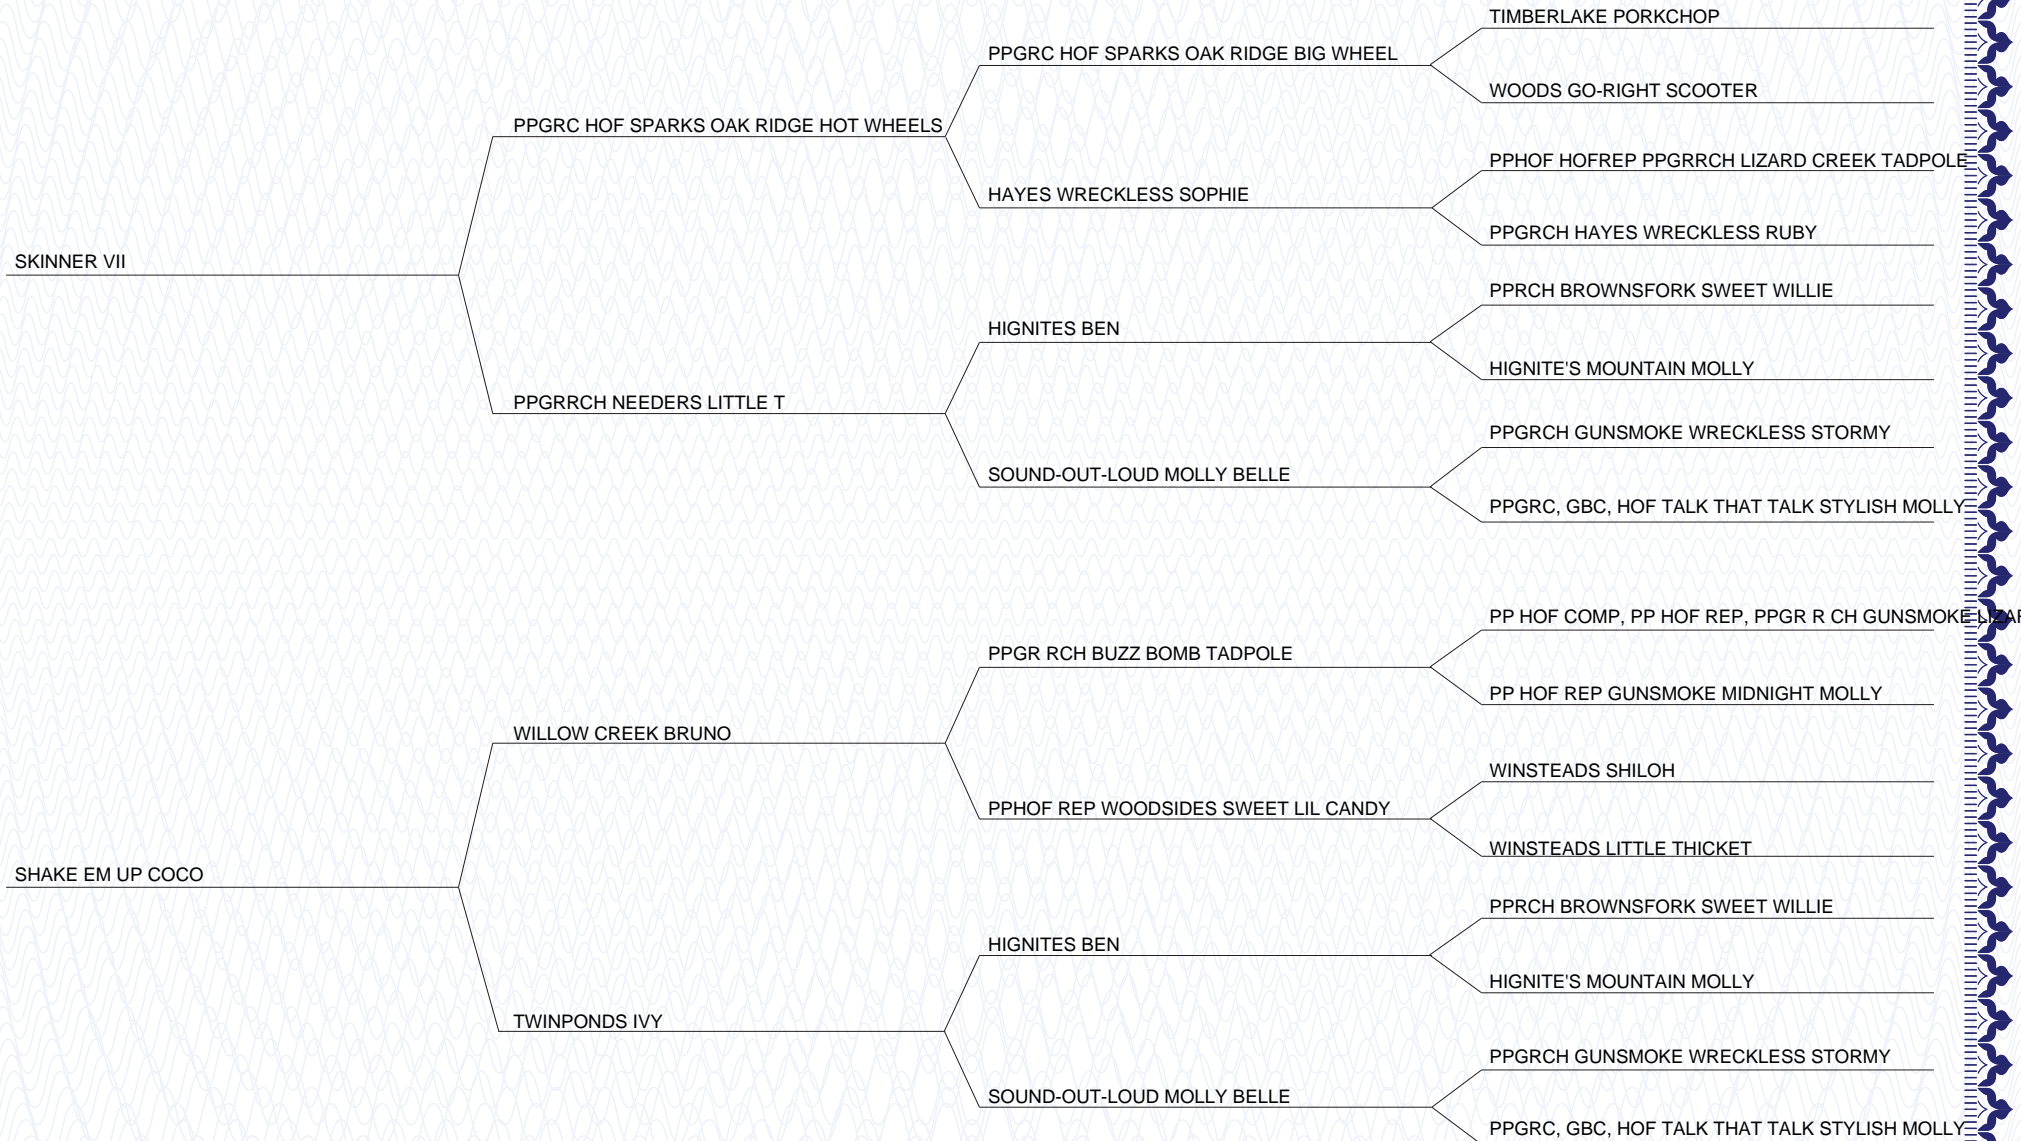 TIMBERLAKE PORKCHOP
PPGRC HOF SPARKS OAK RIDGE BIG WHEEL
WOODS GO-RIGHT SCOOTER
PPGRC HOF SPARKS OAK RIDGE HOT WHEELS
PPHOF HOFREP PPGRRCH LIZARD CREEK TADPOLE
HAYES WRECKLESS SOPHIE
PPGRCH HAYES WRECKLESS RUBY
SKINNER VII
PPRCH BROWNSFORK SWEET WILLIE
HIGNITES BEN
HIGNITE'S MOUNTAIN MOLLY
PPGRRCH NEEDERS LITTLE T
PPGRCH GUNSMOKE WRECKLESS STORMY
SOUND-OUT-LOUD MOLLY BELLE
PPGRC, GBC, HOF TALK THAT TALK STYLISH MOLLY
PP HOF COMP, PP HOF REP, PPGR R CH GUNSMOKE
PPGR RCH BUZZ BOMB TADPOLE
PP HOF REP GUNSMOKE MIDNIGHT MOLLY
WILLOW CREEK BRUNO
WINSTEADS SHILOH
PPHOF REP WOODSIDES SWEET LIL CANDY
WINSTEADS LITTLE THICKET
SHAKE EM UP COCO
PPRCH BROWNSFORK SWEET WILLIE
HIGNITES BEN
HIGNITE'S MOUNTAIN MOLLY
TWINPONDS IVY
PPGRCH GUNSMOKE WRECKLESS STORMY
SOUND-OUT-LOUD MOLLY BELLE
PPGRC, GBC, HOF TALK THAT TALK STYLISH MOLLY